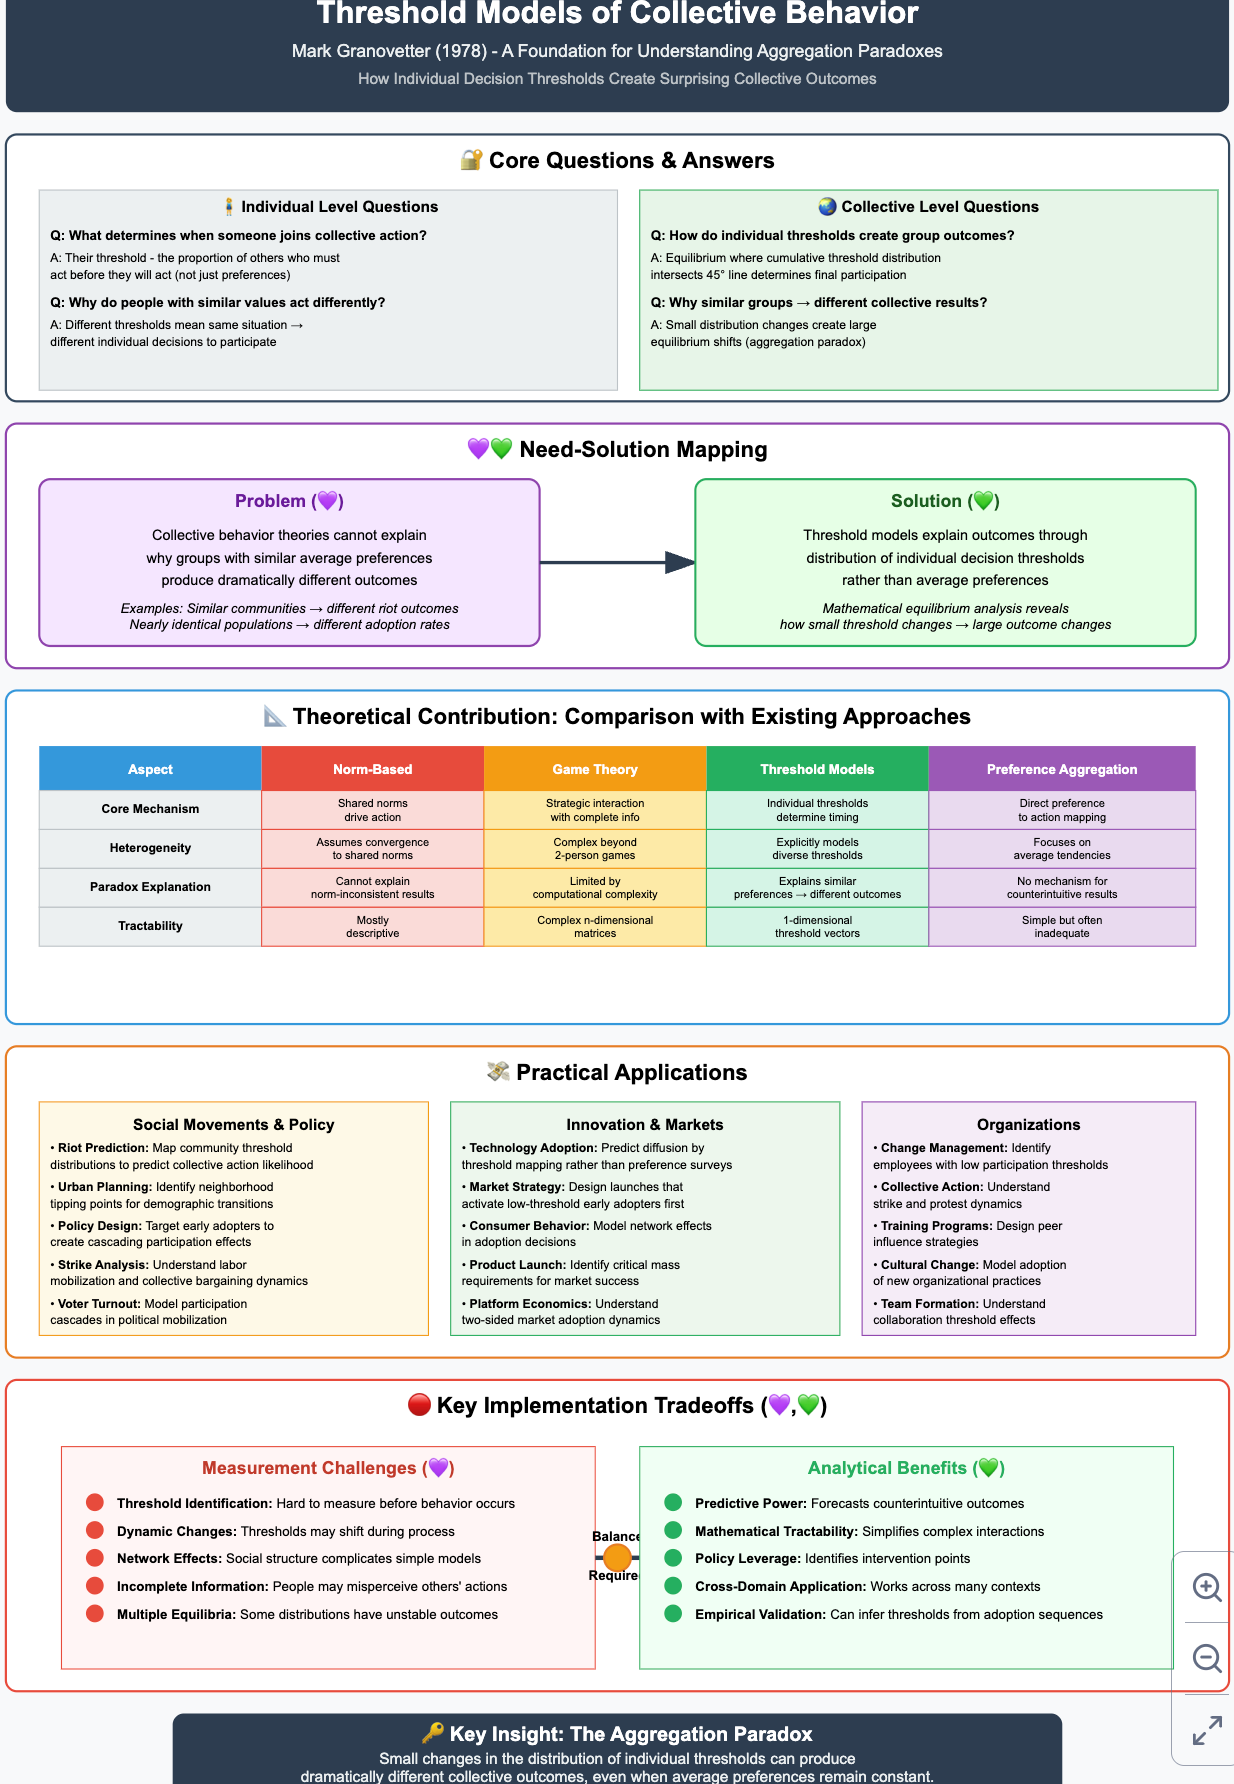 Threshold Models of Collective Behavior
Mark Granovetter (1978) - A Foundation for Understanding Aggregation Paradoxes
How Individual Decision Thresholds Create Surprising Collective Outcomes
🔐 Core Questions & Answers
🧍 Individual Level Questions
Q: What determines when someone joins collective action?
A: Their threshold - the proportion of others who must
act before they will act (not just preferences)
Q: Why do people with similar values act differently?
A: Different thresholds mean same situation →
different individual decisions to participate
🌏 Collective Level Questions
Q: How do individual thresholds create group outcomes?
A: Equilibrium where cumulative threshold distribution
intersects 45° line determines final participation
Q: Why similar groups → different collective results?
A: Small distribution changes create large
equilibrium shifts (aggregation paradox)
💜💚 Need-Solution Mapping
Problem (💜)
Collective behavior theories cannot explain
why groups with similar average preferences
produce dramatically different outcomes
Examples: Similar communities → different riot outcomes
Nearly identical populations → different adoption rates
Solution (💚)
Threshold models explain outcomes through
distribution of individual decision thresholds
rather than average preferences
Mathematical equilibrium analysis reveals
how small threshold changes → large outcome changes
📐 Theoretical Contribution: Comparison with Existing Approaches
Aspect
Norm-Based
Game Theory
Threshold Models
Preference Aggregation
Core Mechanism
Shared norms
drive action
Strategic interaction
with complete info
Individual thresholds
determine timing
Direct preference
to action mapping
Heterogeneity
Assumes convergence
to shared norms
Complex beyond
2-person games
Explicitly models
diverse thresholds
Focuses on
average tendencies
Paradox Explanation
Cannot explain
norm-inconsistent results
Limited by
computational complexity
Explains similar
preferences → different outcomes
No mechanism for
counterintuitive results
Tractability
Mostly
descriptive
Complex n-dimensional
matrices
1-dimensional
threshold vectors
Simple but often
inadequate
💸 Practical Applications
Social Movements & Policy
• Riot Prediction: Map community threshold
distributions to predict collective action likelihood
• Urban Planning: Identify neighborhood
tipping points for demographic transitions
• Policy Design: Target early adopters to
create cascading participation effects
• Strike Analysis: Understand labor
mobilization and collective bargaining dynamics
• Voter Turnout: Model participation
cascades in political mobilization
Innovation & Markets
• Technology Adoption: Predict diffusion by
threshold mapping rather than preference surveys
• Market Strategy: Design launches that
activate low-threshold early adopters first
• Consumer Behavior: Model network effects
in adoption decisions
• Product Launch: Identify critical mass
requirements for market success
• Platform Economics: Understand
two-sided market adoption dynamics
Organizations
• Change Management: Identify
employees with low participation thresholds
• Collective Action: Understand
strike and protest dynamics
• Training Programs: Design peer
influence strategies
• Cultural Change: Model adoption
of new organizational practices
• Team Formation: Understand
collaboration threshold effects
🔴 Key Implementation Tradeoffs (💜,💚)
Measurement Challenges (💜)
Threshold Identification: Hard to measure before behavior occurs
Dynamic Changes: Thresholds may shift during process
Network Effects: Social structure complicates simple models
Incomplete Information: People may misperceive others' actions
Multiple Equilibria: Some distributions have unstable outcomes
Balance
Require
Analytical Benefits (💚)
Predictive Power: Forecasts counterintuitive outcomes
Mathematical Tractability: Simplifies complex interactions
Policy Leverage: Identifies intervention points
Cross-Domain Application: Works across many contexts
Empirical Validation: Can infer thresholds from adoption sequences
🔑 Key Insight: The Aggregation Paradox
Small changes in the distribution of individual thresholds can produce
dramatically different collective outcomes, even when average preferences remain constant.